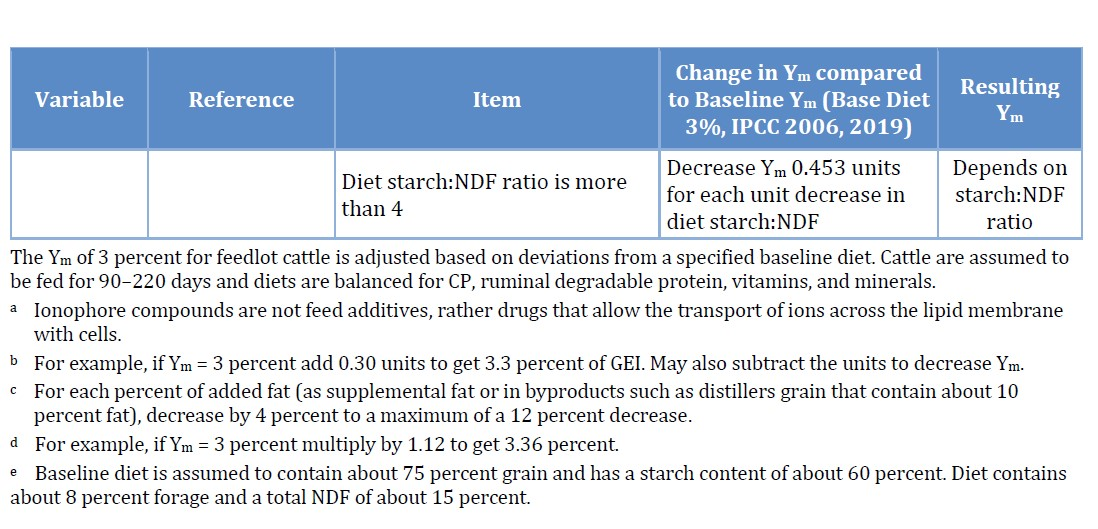 Variable
Reference
Item
Change in Ym compared
to Baseline Ym (Base Diet
3%, IPCC 2006, 2019)
Resulting
Ym
Diet starch:NDF ratio is more
than 4
Decrease Ym 0.453 units
for each unit decrease in
diet starch:NDF
Depends on
starch:NDF
ratio
The Ym of 3 percent for feedlot cattle is adjusted based on deviations from a specified baseline diet. Cattle are assumed to
be fed for 90–220 days and diets are balanced for CP, ruminal degradable protein, vitamins, and minerals.
a Ionophore compounds are not feed additives, rather drugs that allow the transport of ions across the lipid membrane
with cells.
b For example, if Ym = 3 percent add 0.30 units to get 3.3 percent of GEI. May also subtract the units to decrease Ym.
c For each percent of added fat (as supplemental fat or in byproducts such as distillers grain that contain about 10
percent fat), decrease by 4 percent to a maximum of a 12 percent decrease.
d For example, if Ym = 3 percent multiply by 1.12 to get 3.36 percent.
e Baseline diet is assumed to contain about 75 percent grain and has a starch content of about 60 percent. Diet contains
about 8 percent forage and a total NDF of about 15 percent.